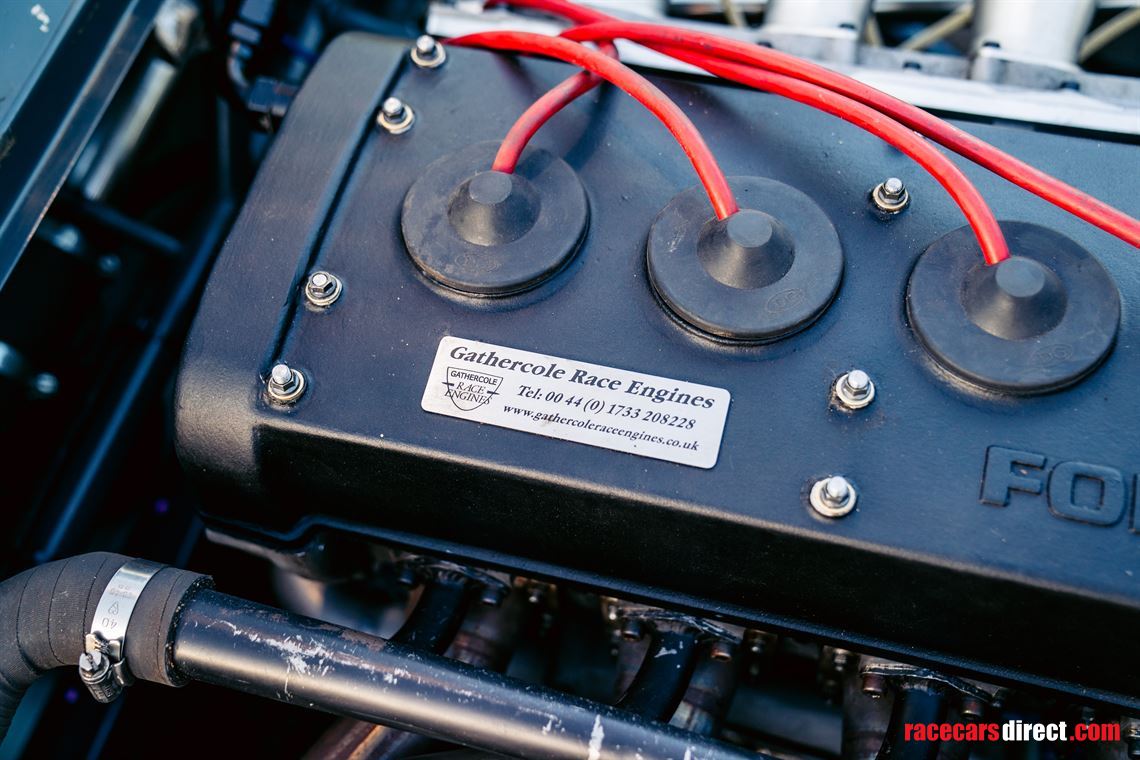 Gathercole Race Engines
GATHERCOLE
RACE
ENGINES
Tel: 00 44 (0) 1733 208228
www.gathercoleraceengines.co.uk
FO
40
racecarsdirect.com